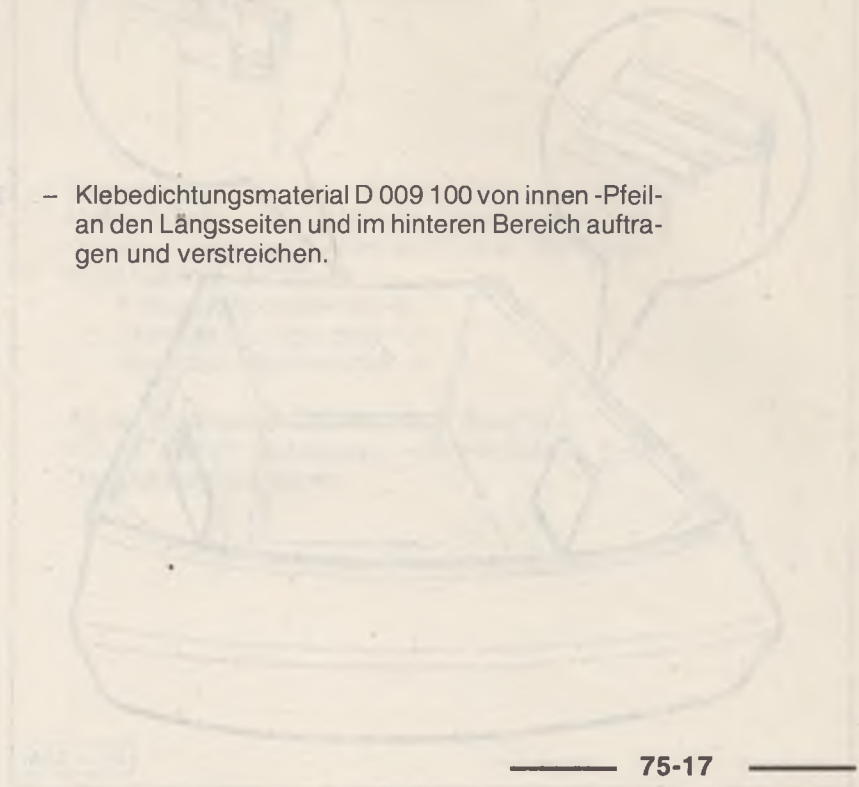 – Klebedichtungsmaterial D 009 100 von innen -Pfeil-
an den Längsseiten und im hinteren Bereich auftra-
gen und verstreichen.
75-17